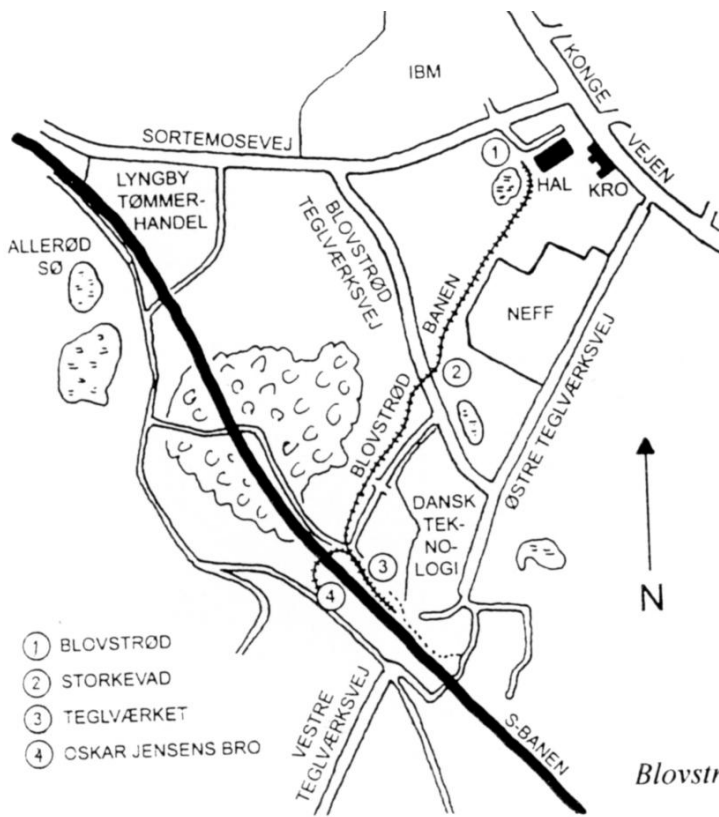 IBM
KONGE
VEJEN
SORTEMOSEVEJ
1
HAL
KRO
LYNGBY
TØMMER-
HANDEL
BLOVSTRØD
TEGLVÆRKSVEJ
ALLERØD
SØ
BANEN
NEFF
2
BLOVSTRØD
ØSTRE TEGLVÆRKSVEJ
DANSK
TEK-
NO-
LOGI
3
4
N
1 BLOVSTRØD
2 STORKEVAD
3 TEGLVÆRKET
4 OSKAR JENSENS BRO
VESTRE
TEGLVÆRKSVEJ
S-BANEN
Blovstr